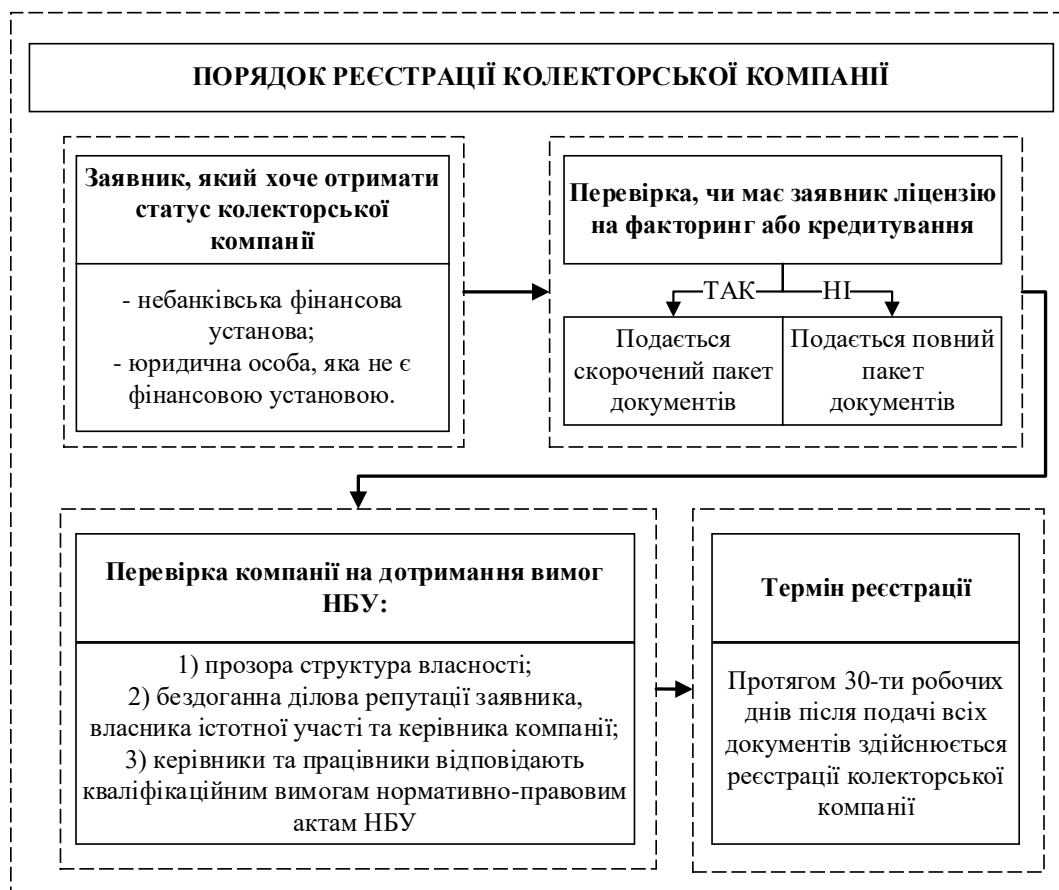 ПОРЯДОК РЕЄСТРАЦІЇ КОЛЕКТОРСЬКОЇ КОМПАНІЇ
Заявник, який хоче отримати
статус колекторської
компанії
- небанківська фінансова
установа;
- юридична особа, яка не є
фінансовою установою.
Перевірка, чи має заявник ліцензію
на факторинг або кредитування
ТАК
НІ
Подається
скорочений пакет
документів
Подається повний
пакет
документів
Перевірка компанії на дотримання вимог
НБУ:
1) прозора структура власності;
2) бездоганна ділова репутації заявника,
власника істотної участі та керівника компанії;
3) керівники та працівники відповідають
кваліфікаційним вимогам нормативно-правовим
актам НБУ
Термін реєстрації
Протягом 30-ти робочих
днів після подачі всіх
документів здійснюється
реєстрації колекторської
компанії